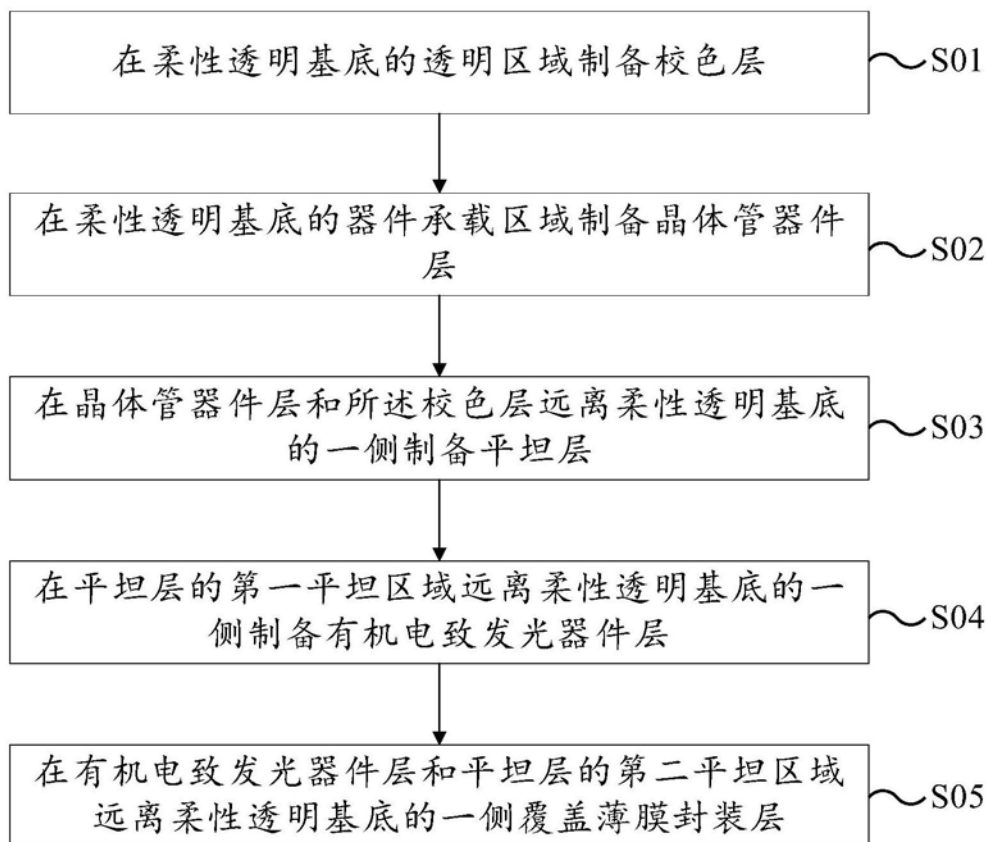 在柔性透明基底的透明区域制备校色层
S01
在柔性透明基底的器件承载区域制备晶体管器件
层
S02
在晶体管器件层和所述校色层远离柔性透明基底
的一侧制备平坦层
S03
在平坦层的第一平坦区域远离柔性透明基底的一
侧制备有机电致发光器件层
S04
在有机电致发光器件层和平坦层的第二平坦区域
远离柔性透明基底的一侧覆盖薄膜封装层
S05